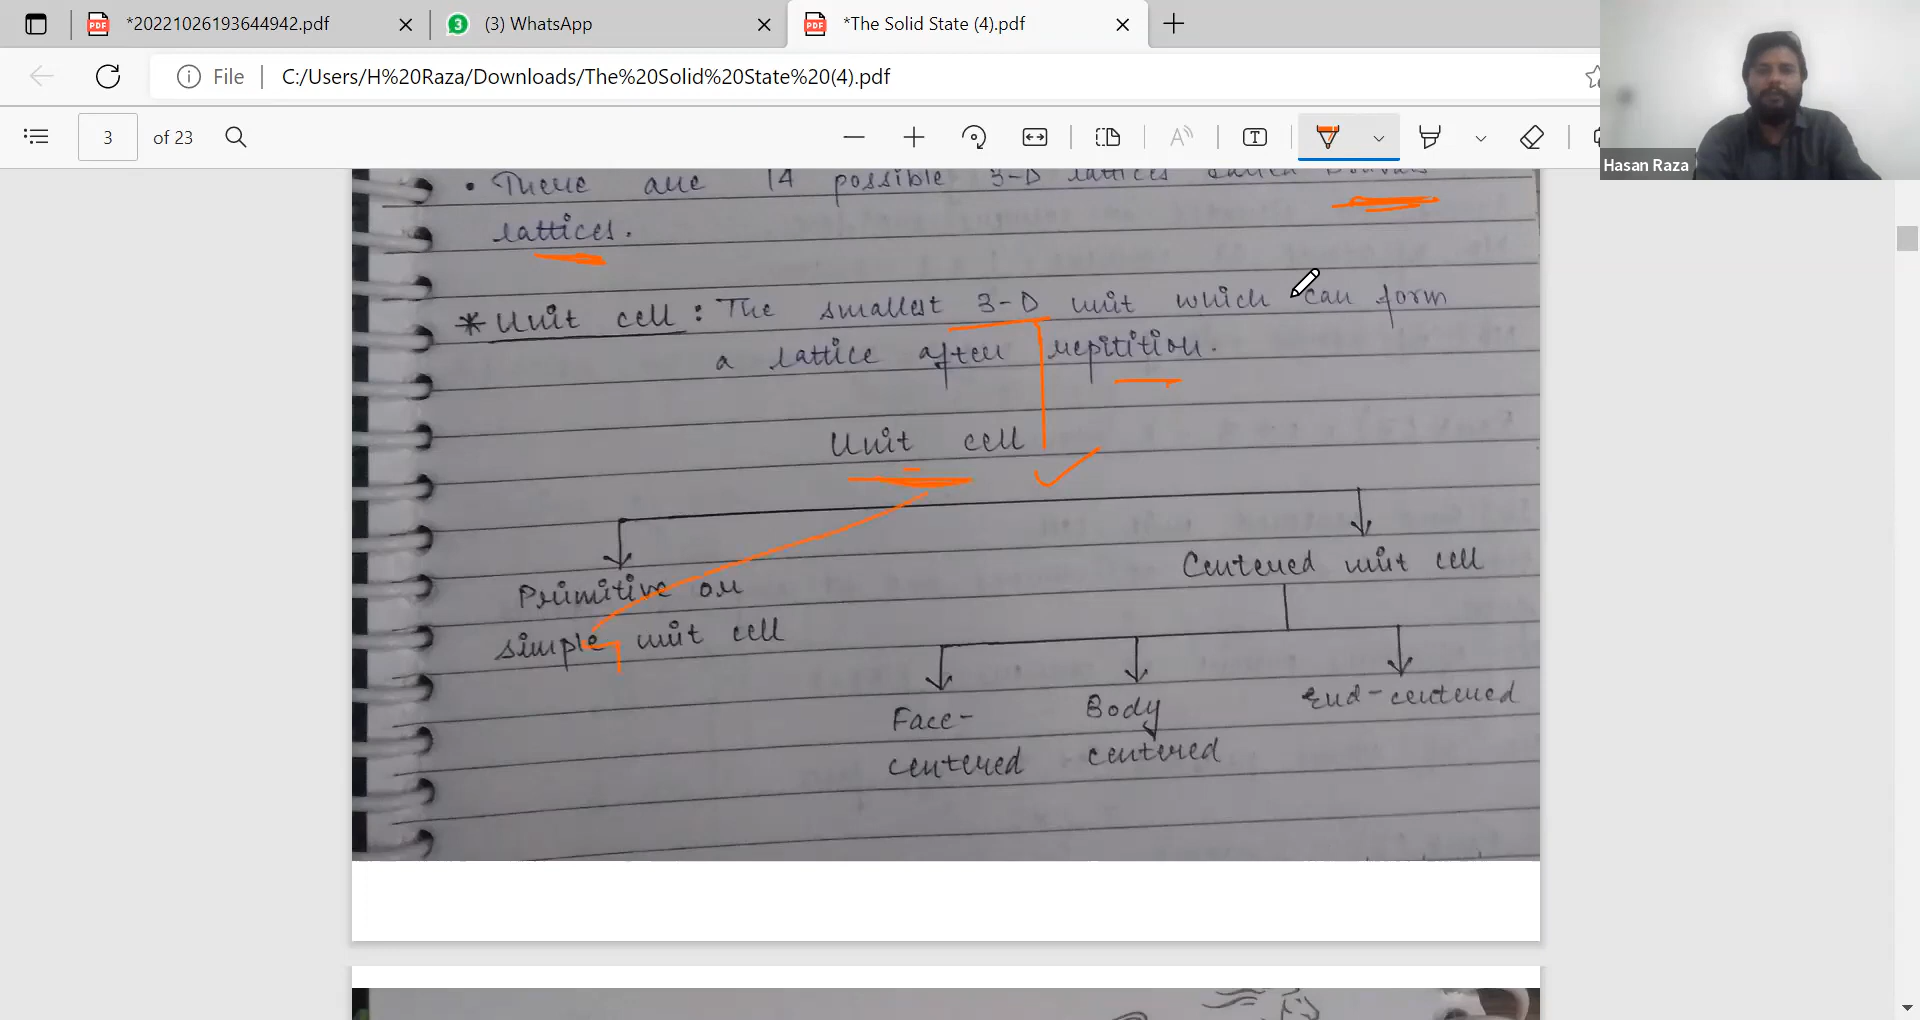 *20221026193644942.pdf
(3) WhatsApp
*The Solid State (4).pdf
File
C:/Users/H%20Raza/Downloads/The%20Solid%20State%20(4).pdf
3 of 23
Hasan Raza
• There are 14 possible 3-D lattices called
lattices.
* Unit cell : The smallest 3-D unit which can form
a lattice after repitition.
Unit cell
Primitive or
simple unit cell
Centered unit cell
Face-
centered
Body
centered
End-centered